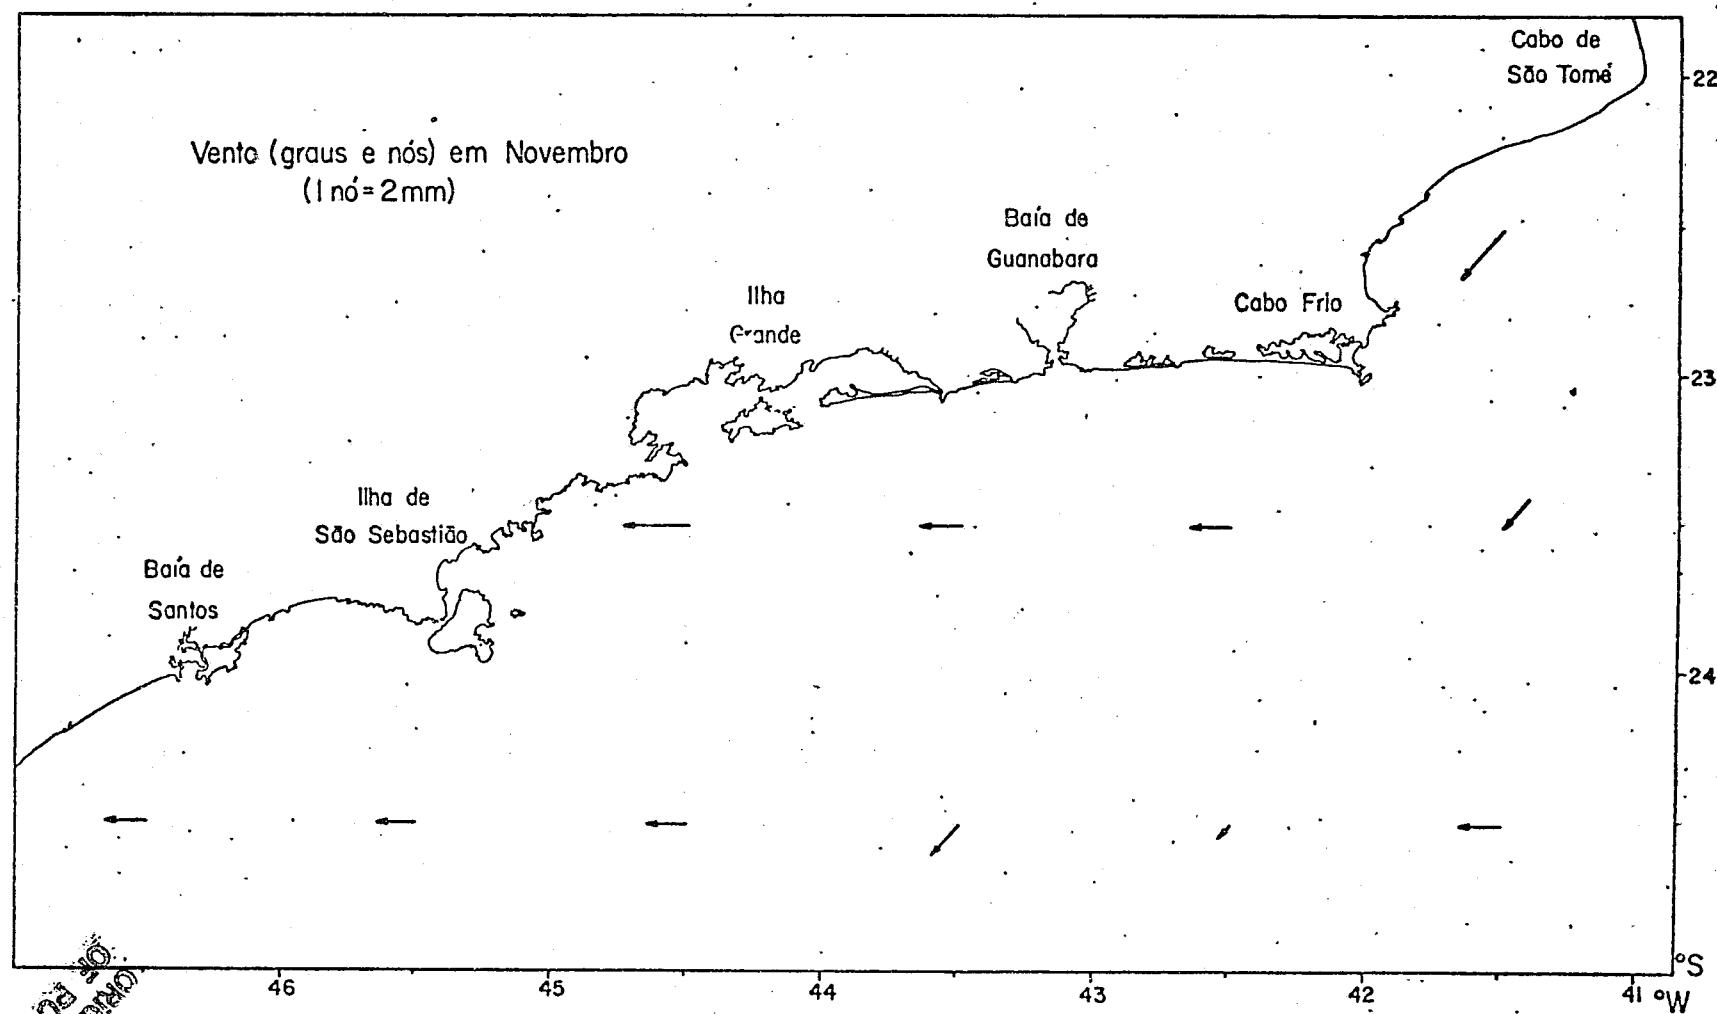 Cabo de
São Tomé
22
Vento (graus e nós) em Novembro
(1 nó=2mm)
Baía de
Guanabara
Ilha
Grande
Cabo Frio
23
Ilha de
São Sebastião
Baía de
Santos
24
°S
46
45
44
43
42
41 °W